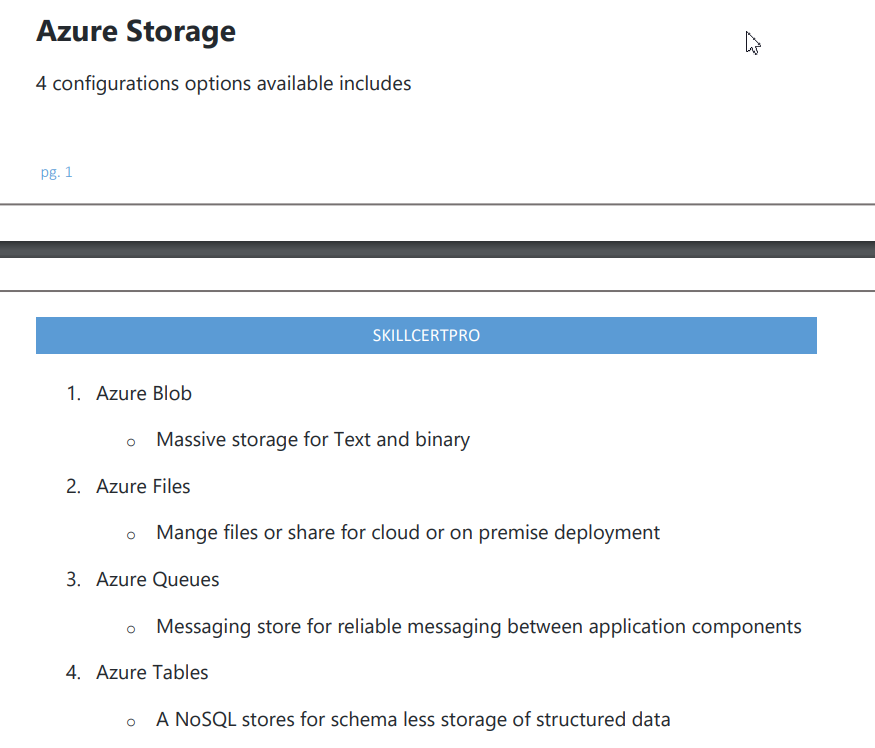 Azure Storage
4 configurations options available includes
pg. 1
SKILLCERTPRO
1. Azure Blob
o Massive storage for Text and binary
2. Azure Files
o Mange files or share for cloud or on premise deployment
3. Azure Queues
o Messaging store for reliable messaging between application components
4. Azure Tables
o A NoSQL stores for schema less storage of structured data